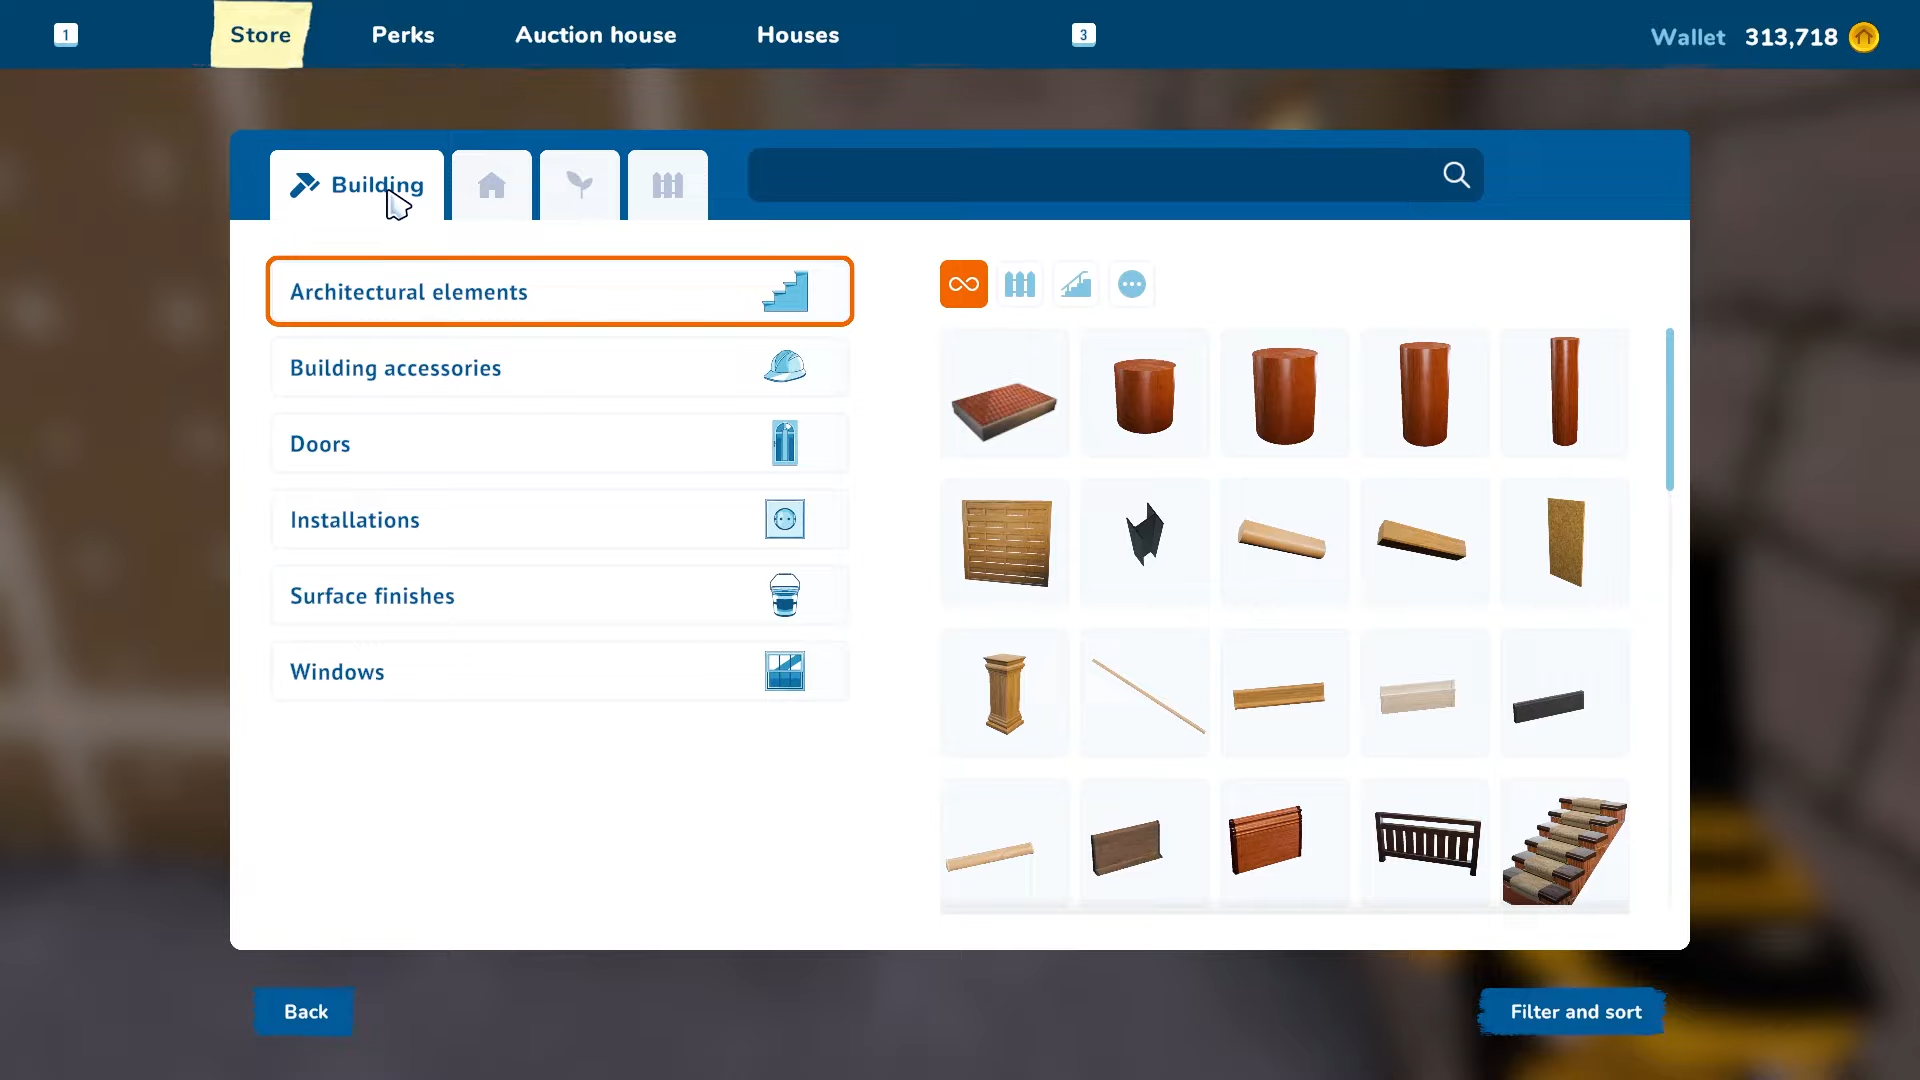 1 Store Perks Auction house Houses 3 Wallet 313,718
Building
Architectural elements
Building accessories
Doors
Installations
Surface finishes
Windows
Back Filter and sort